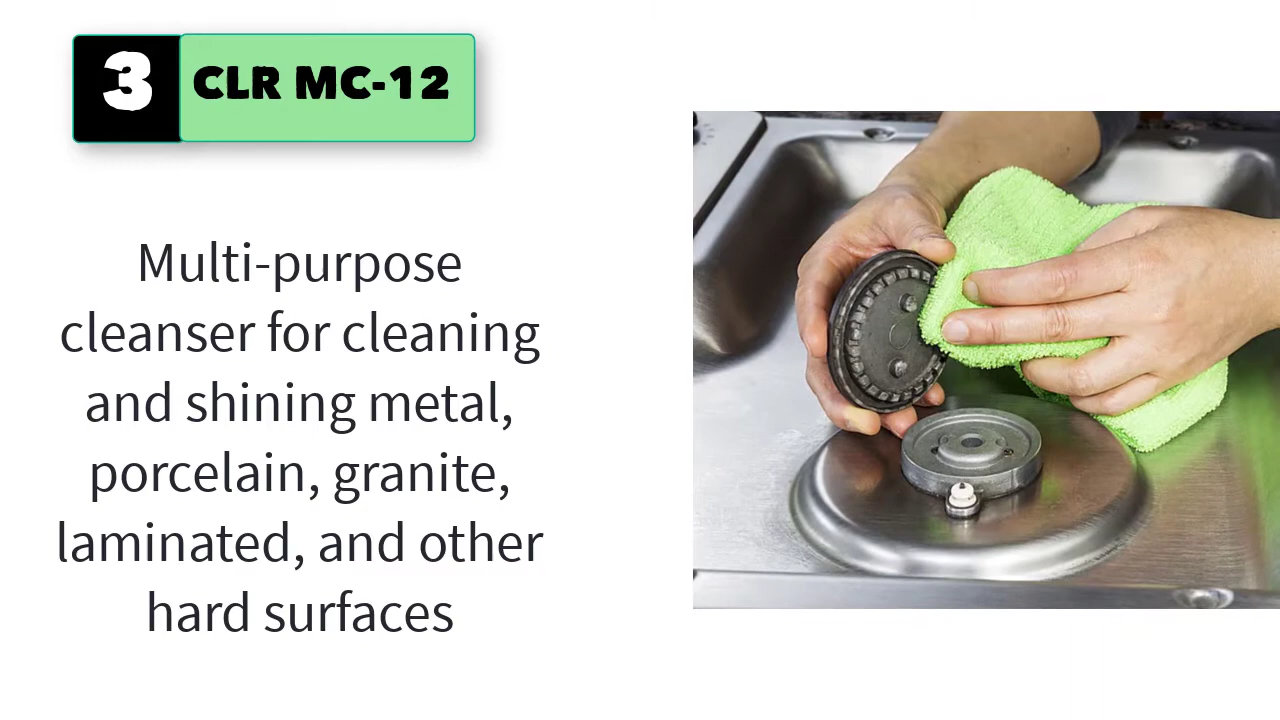 3 CLR MC-12
Multi-purpose
cleanser for cleaning
and shining metal,
porcelain, granite,
laminated, and other
hard surfaces